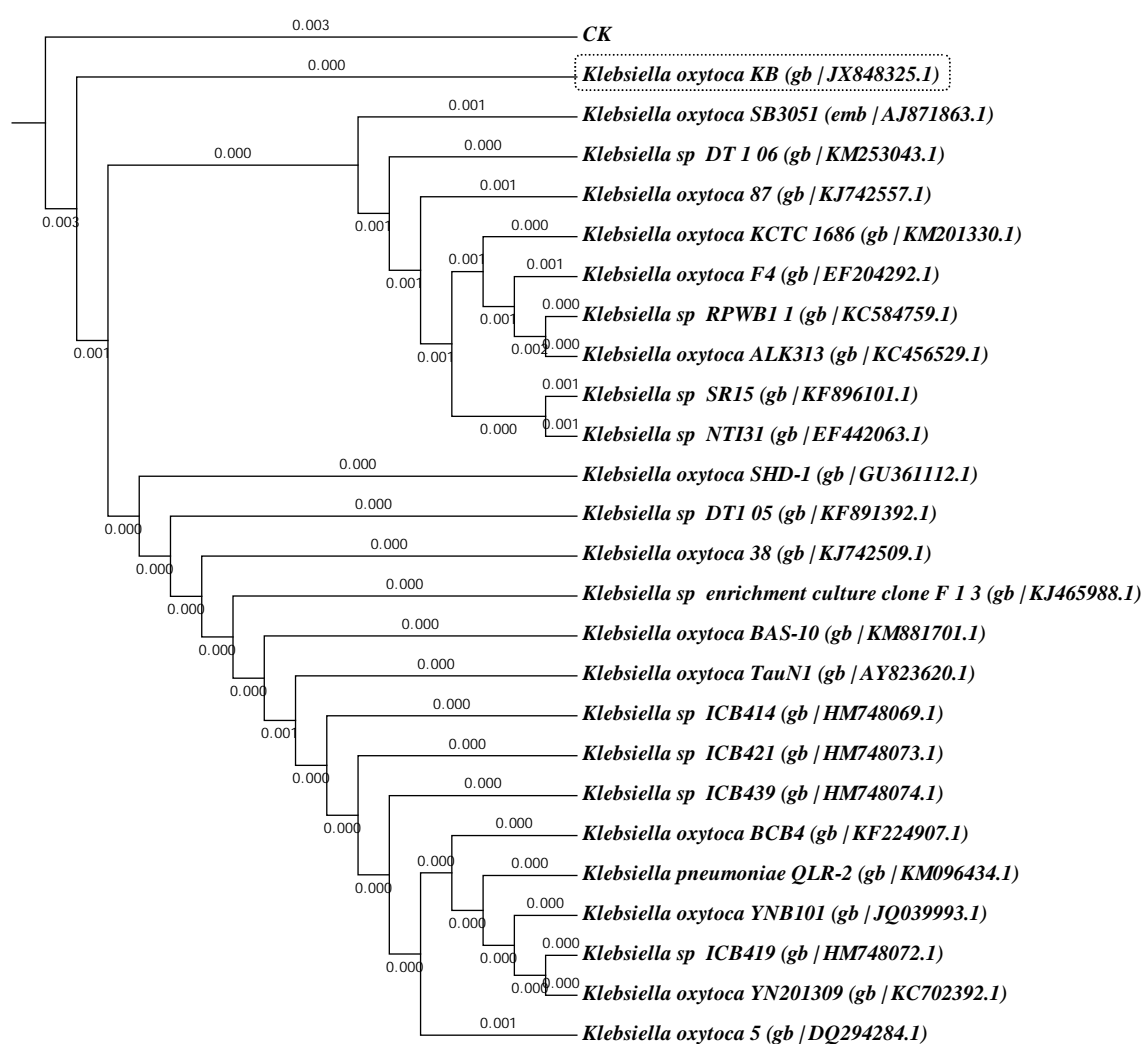 0.003
CK
0.000
Klebsiella oxytoca KB (gb | JX848325.1)
0.001
Klebsiella oxytoca SB3051 (emb | AJ871863.1)
0.000
0.000
Klebsiella sp DT 1 06 (gb | KM253043.1)
0.001
Klebsiella oxytoca 87 (gb | KJ742557.1)
0.003
0.001
0.000
Klebsiella oxytoca KCTC 1686 (gb | KM201330.1)
0.001
0.001
Klebsiella oxytoca F4 (gb | EF204292.1)
0.001
0.000
Klebsiella sp RPWB1 1 (gb | KC584759.1)
0.001
0.001
0.001
0.002
0.000
Klebsiella oxytoca ALK313 (gb | KC456529.1)
0.001
Klebsiella sp SR15 (gb | KF896101.1)
0.000
0.001
Klebsiella sp NTI31 (gb | EF442063.1)
0.000
Klebsiella oxytoca SHD-1 (gb | GU361112.1)
0.000
Klebsiella sp DT1 05 (gb | KF891392.1)
0.000
0.000
Klebsiella oxytoca 38 (gb | KJ742509.1)
0.000
0.000
Klebsiella sp enrichment culture clone F 1 3 (gb | KJ465988.1)
0.000
0.000
Klebsiella oxytoca BAS-10 (gb | KM881701.1)
0.000
0.000
Klebsiella oxytoca TauN1 (gb | AY823620.1)
0.000
0.000
Klebsiella sp ICB414 (gb | HM748069.1)
0.001
0.000
Klebsiella sp ICB421 (gb | HM748073.1)
0.000
0.000
Klebsiella sp ICB439 (gb | HM748074.1)
0.000
0.000
Klebsiella oxytoca BCB4 (gb | KF224907.1)
0.000
0.000
Klebsiella pneumoniae QLR-2 (gb | KM096434.1)
0.000
0.000
0.000
Klebsiella oxytoca YNB101 (gb | JQ039993.1)
0.000
0.000
Klebsiella sp ICB419 (gb | HM748072.1)
0.000
0.000
0.000
Klebsiella oxytoca YN201309 (gb | KC702392.1)
0.001
Klebsiella oxytoca 5 (gb | DQ294284.1)